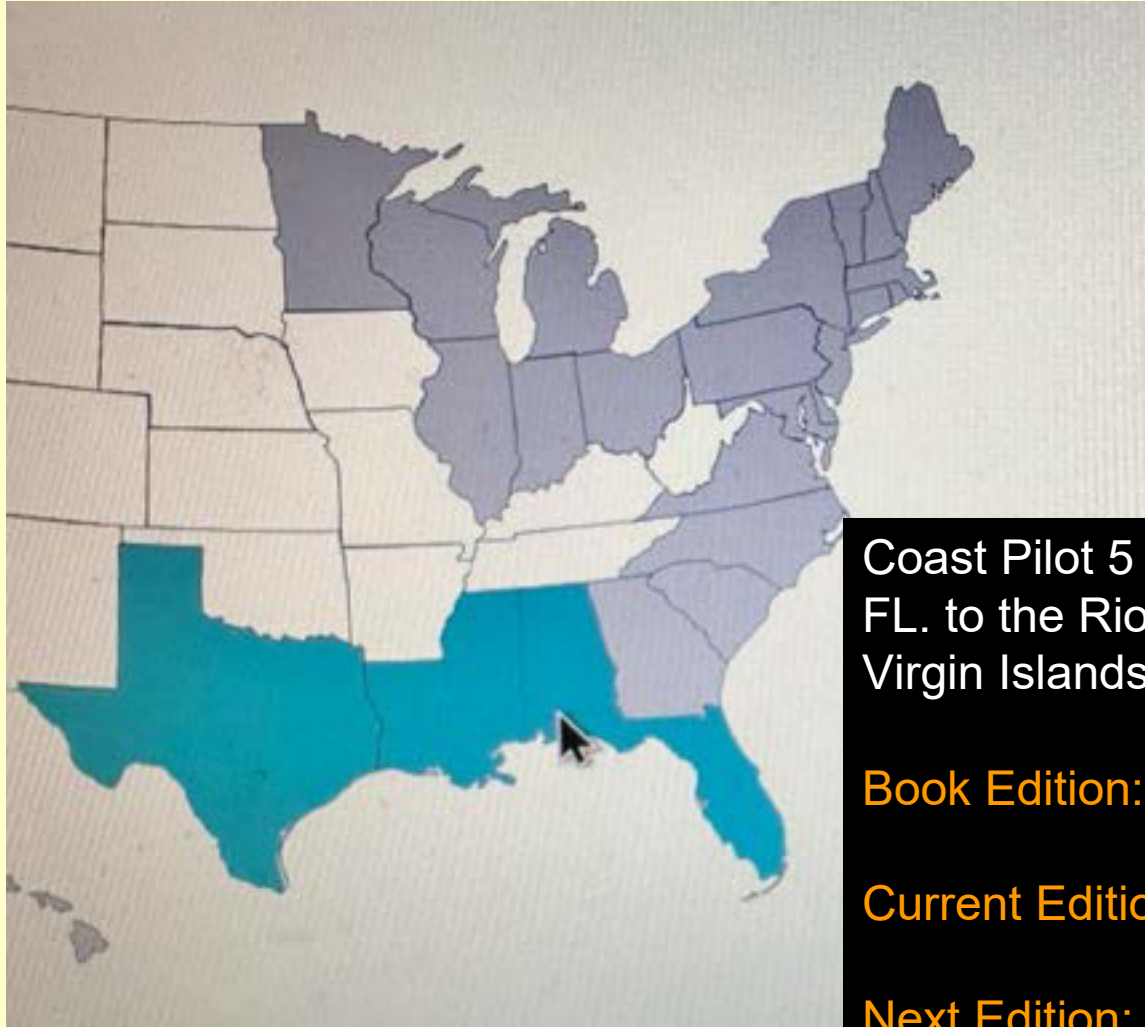 Coast Pilot 5
FL. to the Rio
Virgin Islands
Book Edition:
Current Editio
Next Edition: